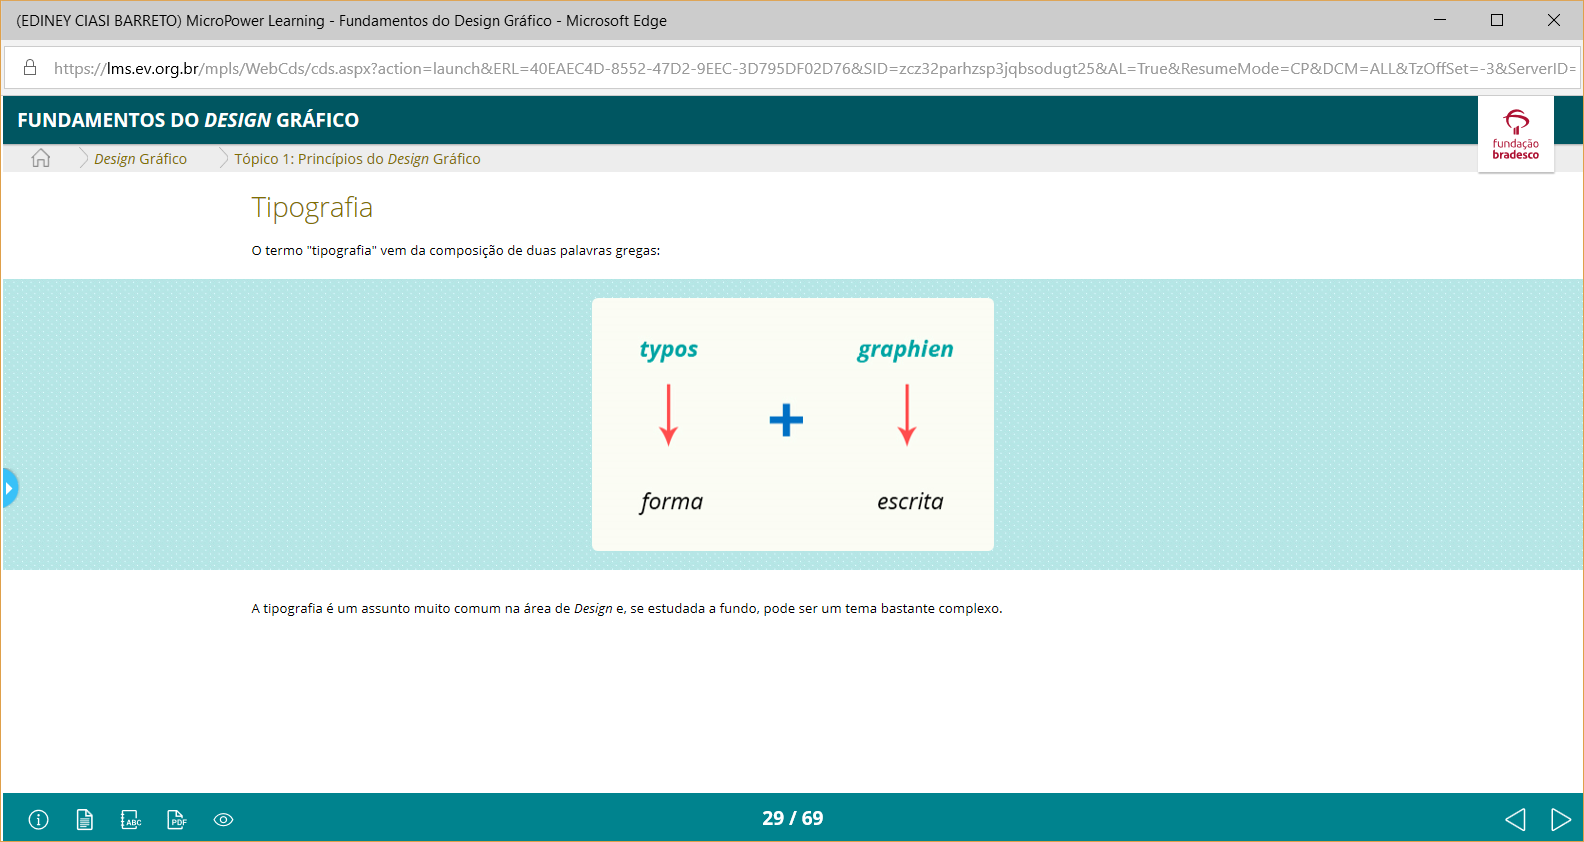 (EDINEY CIASI BARRETO) MicroPower Learning - Fundamentos do Design Gráfico - Microsoft Edge
https://lms.ev.org.br/mpls/WebCds/cds.aspx?action=launch&ERL=40EAEC4D-8552-47D2-9EEC-3D795DF02D76&SID=zcz32parhzsp3jqbsodugt25&AL=True&ResumeMode=CP&DCM=ALL&TzOffSet=-3&ServerID=
FUNDAMENTOS DO DESIGN GRÁFICO
fundação
bradesco
Design Gráfico
Tópico 1: Princípios do Design Gráfico
Tipografia
O termo "tipografia" vem da composição de duas palavras gregas:
typos graphien
+
forma escrita
A tipografia é um assunto muito comum na área de Design e, se estudada a fundo, pode ser um tema bastante complexo.
ABC PDF 29 / 69